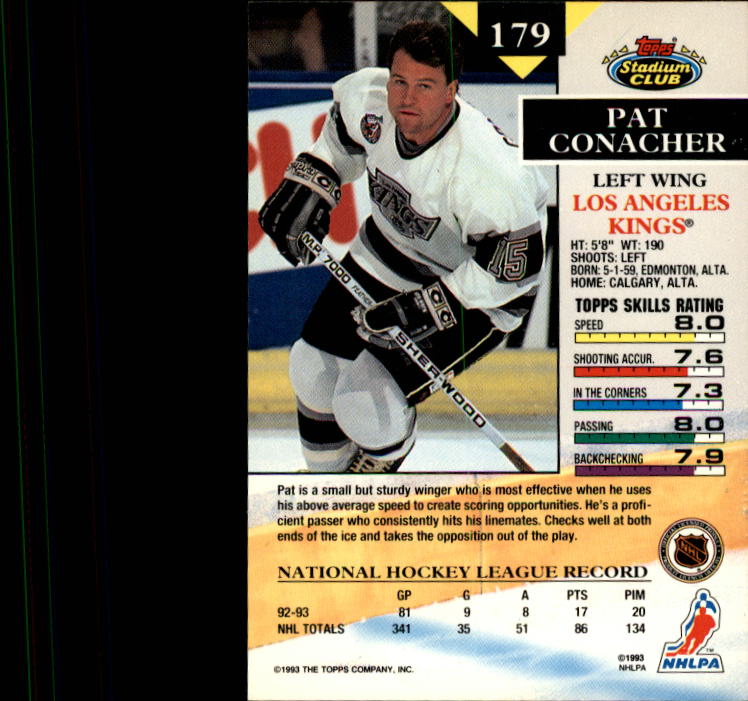 179
Topps®
Stadium
CLUB
PAT
CONACHER
LEFT WING
LOS ANGELES
KINGS®
HT: 5'8" WT: 190
SHOOTS: LEFT
BORN: 5-1-59, EDMONTON, ALTA.
HOME: CALGARY, ALTA.
TOPPS SKILLS RATING
SPEED 8.0
SHOOTING ACCUR. 7.6
IN THE CORNERS 7.3
PASSING 8.0
BACKCHECKING 7.9
KINGS
15
M.P. 7000
SHER-WOOD
Pat is a small but sturdy winger who is most effective when he uses
his above average speed to create scoring opportunities. He's a profi-
cient passer who consistently hits his linemates. Checks well at both
ends of the ice and takes the opposition out of the play.
NATIONAL HOCKEY LEAGUE RECORD
GP G A PTS PIM
92-93 81 9 8 17 20
NHL TOTALS 341 35 51 86 134
©1993 THE TOPPS COMPANY, INC.
©1993
NHLPA
NHL
NHLPA
TM